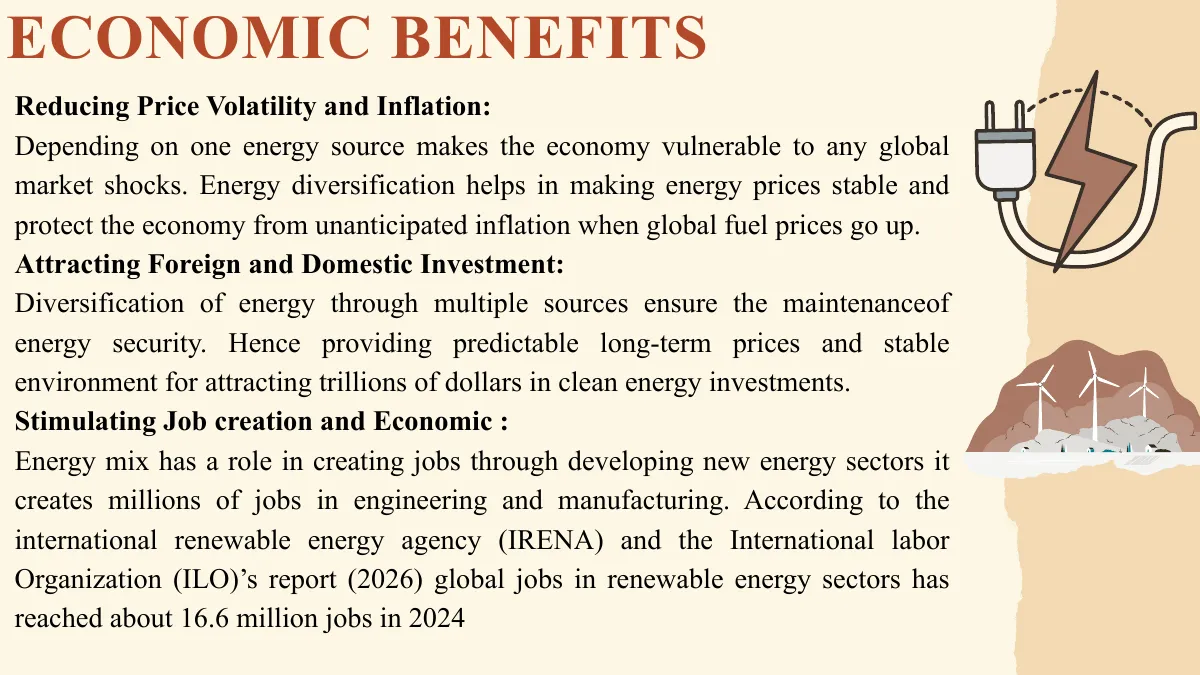 ECONOMIC BENEFITS
Reducing Price Volatility and Inflation:
Depending on one energy source makes the economy vulnerable to any global
market shocks. Energy diversification helps in making energy prices stable and
protect the economy from unanticipated inflation when global fuel prices go up.
Attracting Foreign and Domestic Investment:
Diversification of energy through multiple sources ensure the maintenanceof
energy security. Hence providing predictable long-term prices and stable
environment for attracting trillions of dollars in clean energy investments.
Stimulating Job creation and Economic :
Energy mix has a role in creating jobs through developing new energy sectors it
creates millions of jobs in engineering and manufacturing. According to the
international renewable energy agency (IRENA) and the International labor
Organization (ILO)’s report (2026) global jobs in renewable energy sectors has
reached about 16.6 million jobs in 2024